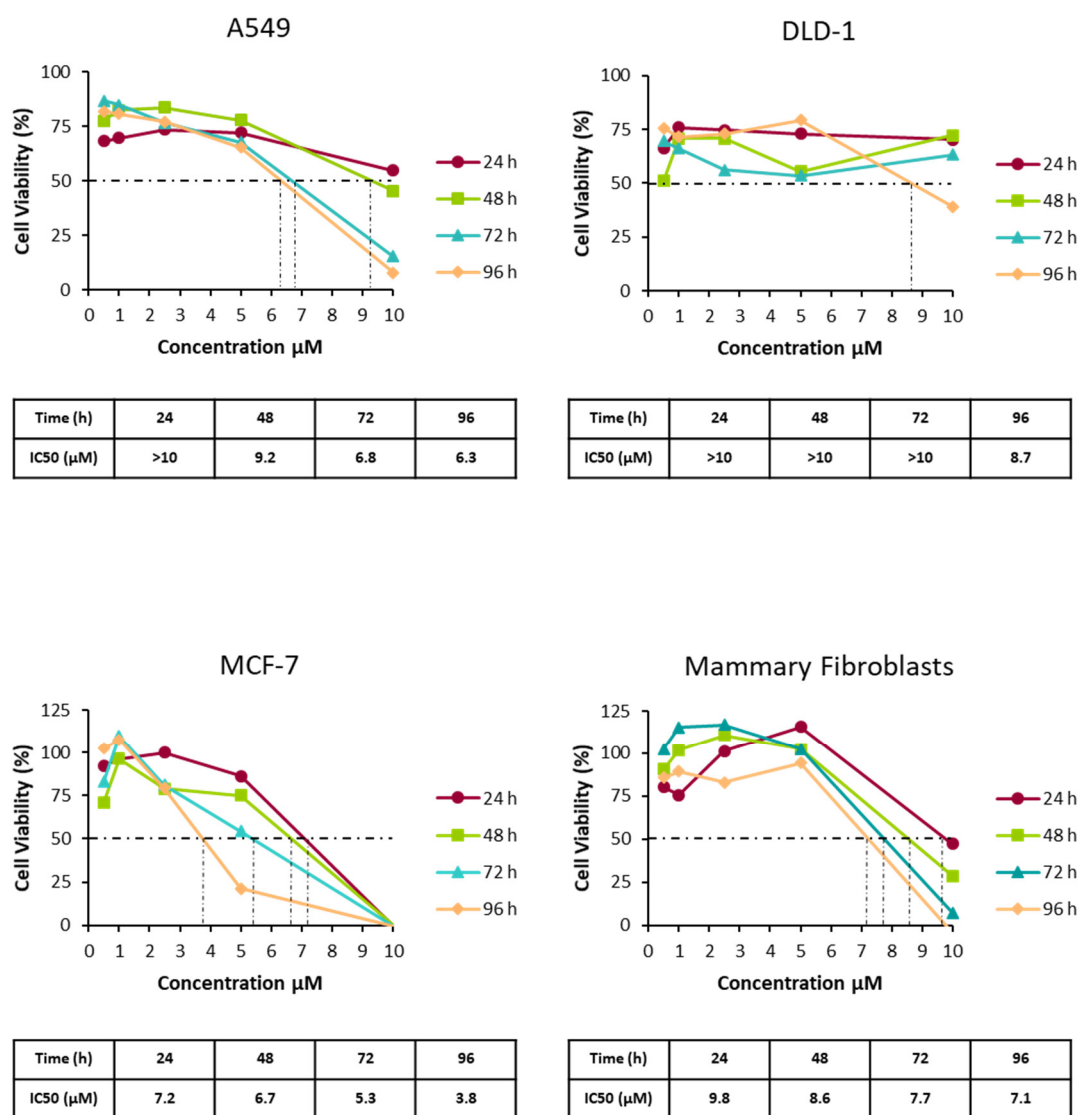 A549
100
75
50
25
0
Cell Viability (%)
0 1 2 3 4 5 6 7 8 9 10
Concentration µM
24 h
48 h
72 h
96 h
Time (h) 24 48 72 96
IC50 (µM) >10 9.2 6.8 6.3
DLD-1
100
75
50
25
0
Cell Viability (%)
0 1 2 3 4 5 6 7 8 9 10
Concentration µM
24 h
48 h
72 h
96 h
Time (h) 24 48 72 96
IC50 (µM) >10 >10 >10 8.7
MCF-7
125
100
75
50
25
0
Cell Viability (%)
0 1 2 3 4 5 6 7 8 9 10
Concentration µM
24 h
48 h
72 h
96 h
Time (h) 24 48 72 96
IC50 (µM) 7.2 6.7 5.3 3.8
Mammary Fibroblasts
125
100
75
50
25
0
Cell Viability (%)
0 1 2 3 4 5 6 7 8 9 10
Concentration µM
24 h
48 h
72 h
96 h
Time (h) 24 48 72 96
IC50 (µM) 9.8 8.6 7.7 7.1